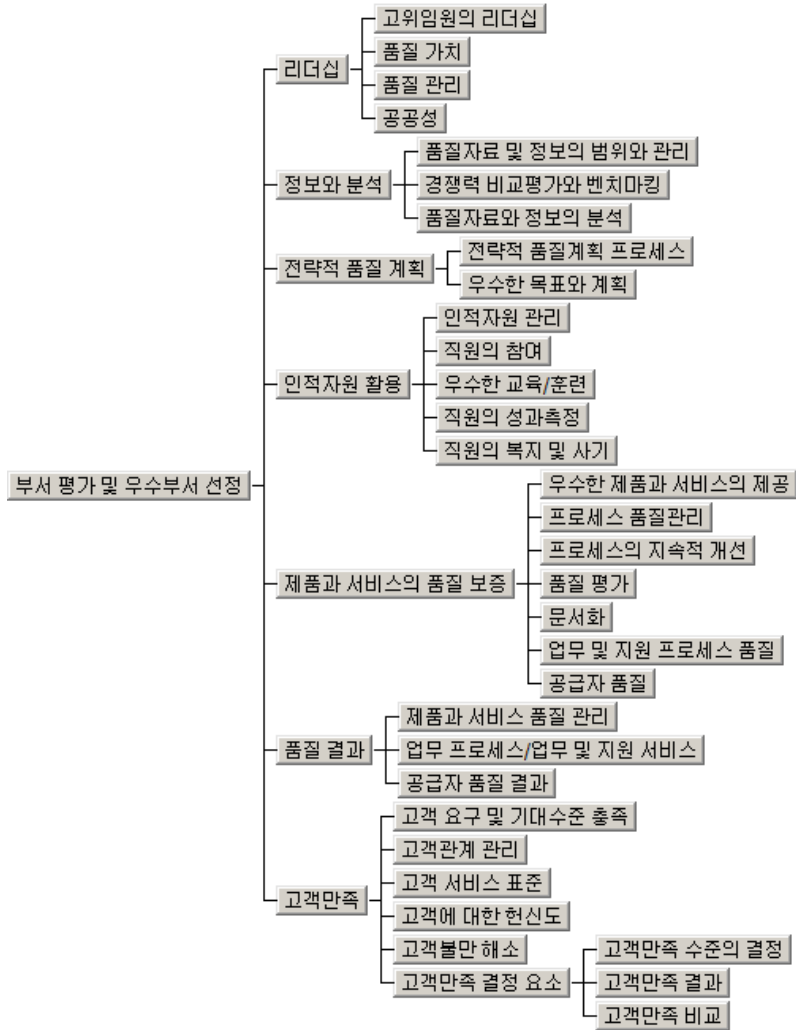 고위임원의 리더십
품질 가치
리더십
품질 관리
공공성
품질자료 및 정보의 범위와 관리
정보와 분석
경쟁력 비교평가와 벤치마킹
품질자료와 정보의 분석
전략적 품질 계획
전략적 품질계획 프로세스
우수한 목표와 계획
인적자원 관리
직원의 참여
인적자원 활용
우수한 교육/훈련
직원의 성과측정
직원의 복지 및 사기
부서 평가 및 우수부서 선정
우수한 제품과 서비스의 제공
프로세스 품질관리
프로세스의 지속적 개선
제품과 서비스의 품질 보증
품질 평가
문서화
업무 및 지원 프로세스 품질
공급자 품질
제품과 서비스 품질 관리
품질 결과
업무 프로세스/업무 및 지원 서비스
공급자 품질 결과
고객 요구 및 기대수준 충족
고객관계 관리
고객 서비스 표준
고객만족
고객에 대한 헌신도
고객불만 해소
고객만족 결정 요소
고객만족 수준의 결정
고객만족 결과
고객만족 비교